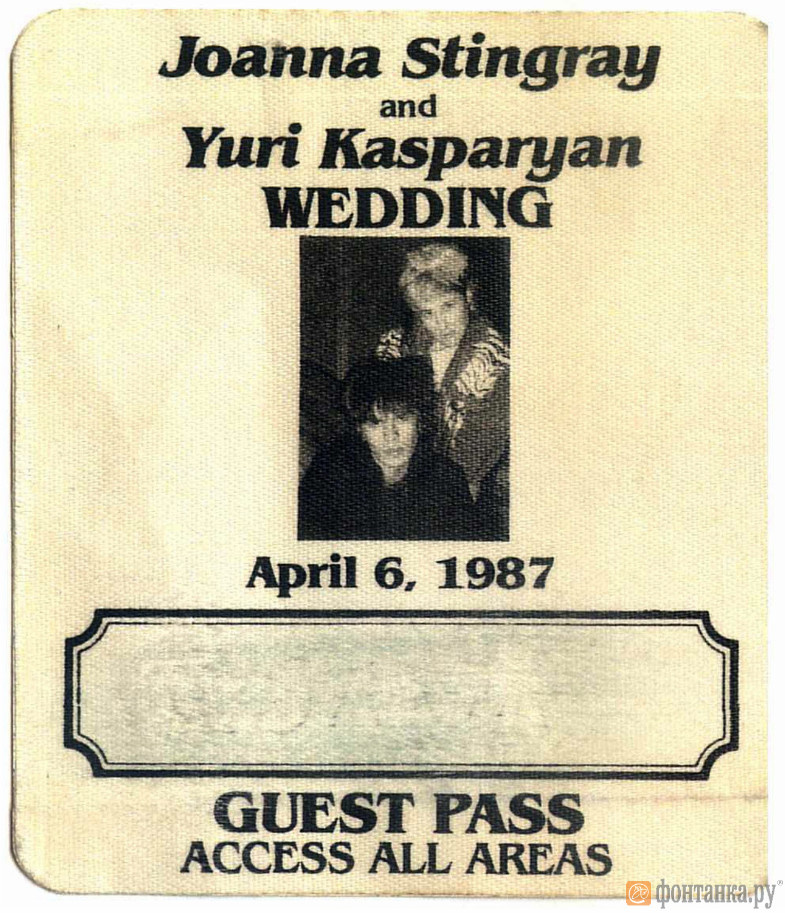 Joanna Stingray
and
Yuri Kasparyan
WEDDING
April 6, 1987
GUEST PASS
ACCESS ALL AREAS
фонтанка.ру®